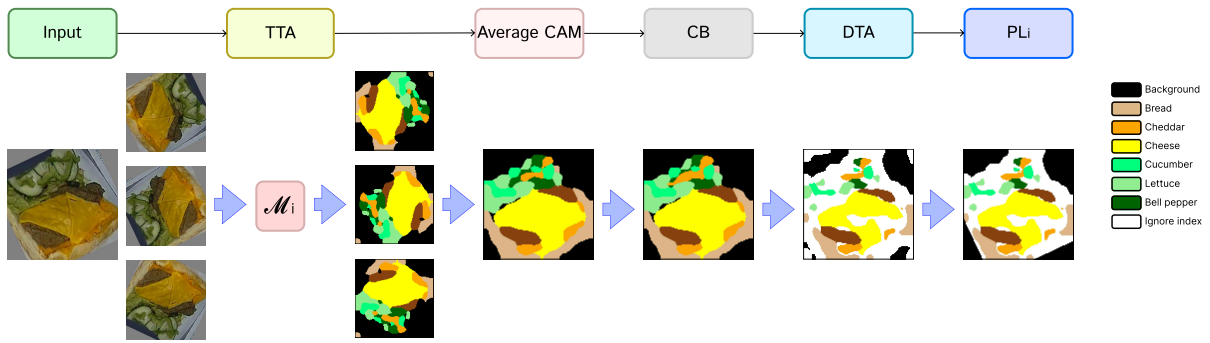 Input
TTA
Average CAM
CB
DTA
PLi
ℳi
Background
Bread
Cheddar
Cheese
Cucumber
Lettuce
Bell pepper
Ignore index